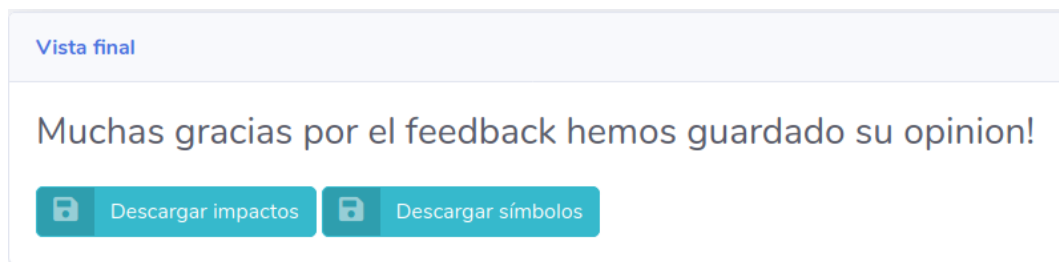 Vista final
Muchas gracias por el feedback hemos guardado su opinion!
Descargar impactos Descargar símbolos